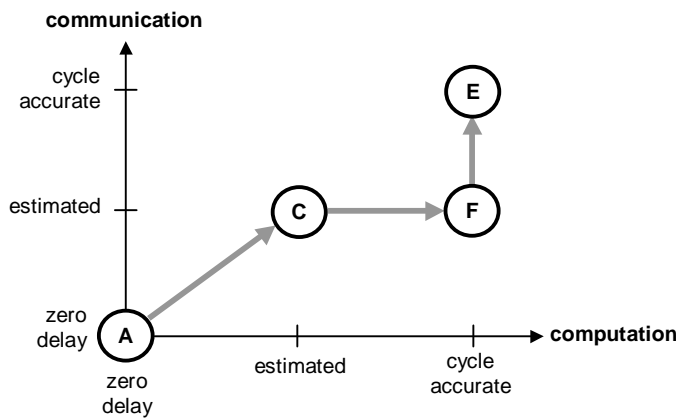 communication
cycle
accurate
E
estimated
C
F
zero
delay
A
computation
zero
delay
estimated
cycle
accurate